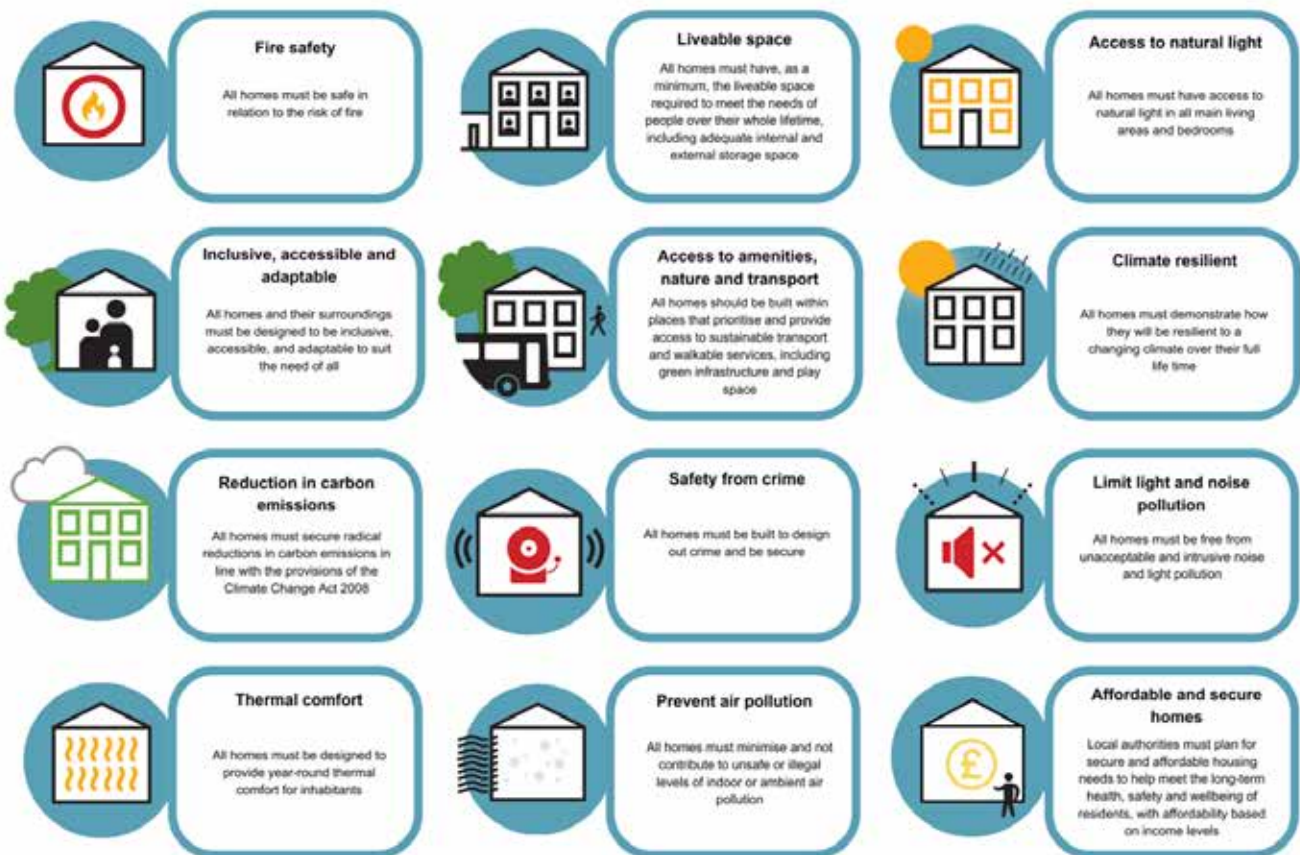 Fire safety
All homes must be safe in
relation to the risk of fire
Liveable space
All homes must have, as a
minimum, the liveable space
required to meet the needs of
people over their whole lifetime,
including adequate internal and
external storage space
Access to natural light
All homes must have access to
natural light in all main living
areas and bedrooms
Inclusive, accessible and
adaptable
All homes and their surroundings
must be designed to be inclusive,
accessible, and adaptable to suit
the need of all
Access to amenities,
nature and transport
All homes should be built within
places that prioritise and provide
access to sustainable transport
and walkable services, including
green infrastructure and play
space
Climate resilient
All homes must demonstrate how
they will be resilient to a
changing climate over their full
life time
Reduction in carbon
emissions
All homes must secure radical
reductions in carbon emissions in
line with the provisions of the
Climate Change Act 2008
Safety from crime
All homes must be built to design
out crime and be secure
Limit light and noise
pollution
All homes must be free from
unacceptable and intrusive noise
and light pollution
Thermal comfort
All homes must be designed to
provide year-round thermal
comfort for inhabitants
Prevent air pollution
All homes must minimise and not
contribute to unsafe or illegal
levels of indoor or ambient air
pollution
£
Affordable and secure
homes
Local authorities must plan for
secure and affordable housing
needs to help meet the long-term
health, safety and wellbeing of
residents, with affordability based
on income levels